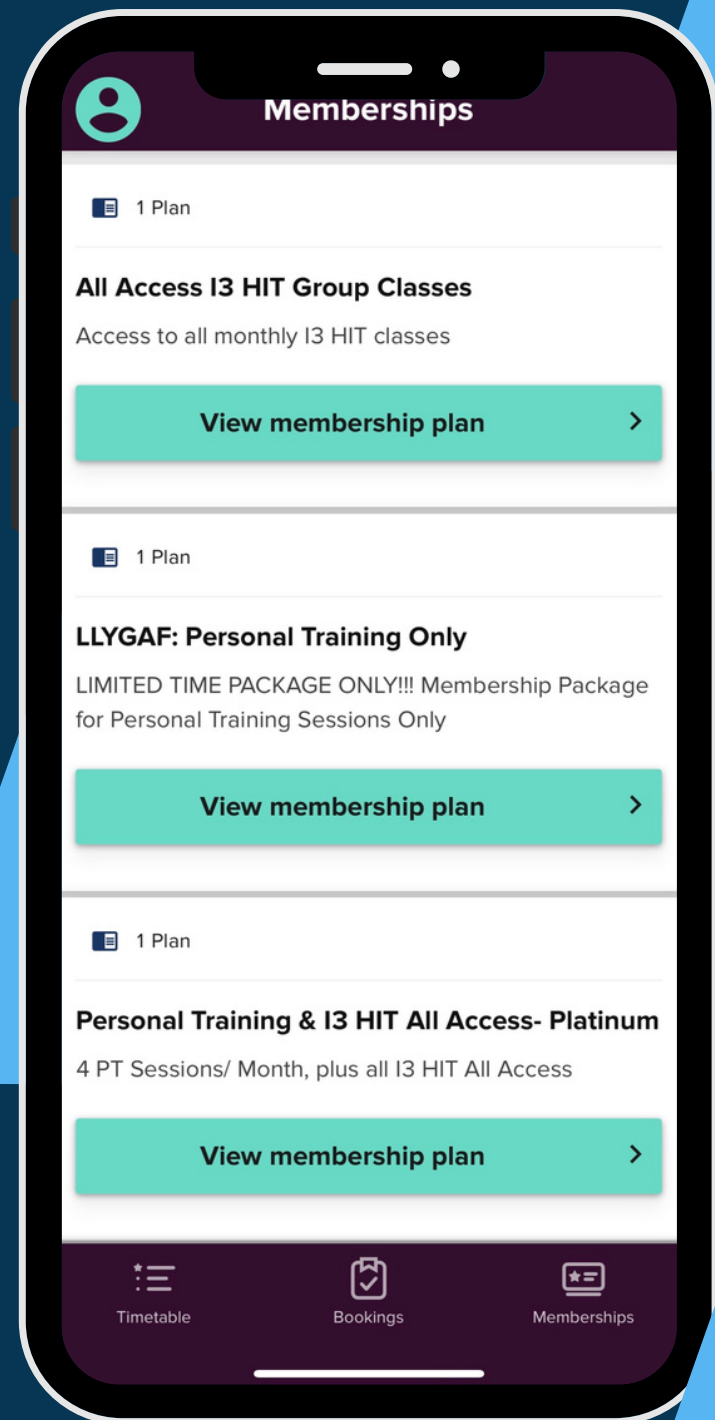 Memberships
1 Plan
All Access I3 HIT Group Classes
Access to all monthly I3 HIT classes
View membership plan
1 Plan
LLYGAF: Personal Training Only
LIMITED TIME PACKAGE ONLY!!! Membership Package
for Personal Training Sessions Only
View membership plan
1 Plan
Personal Training & I3 HIT All Access- Platinum
4 PT Sessions/ Month, plus all I3 HIT All Access
View membership plan
Timetable
Bookings
Memberships